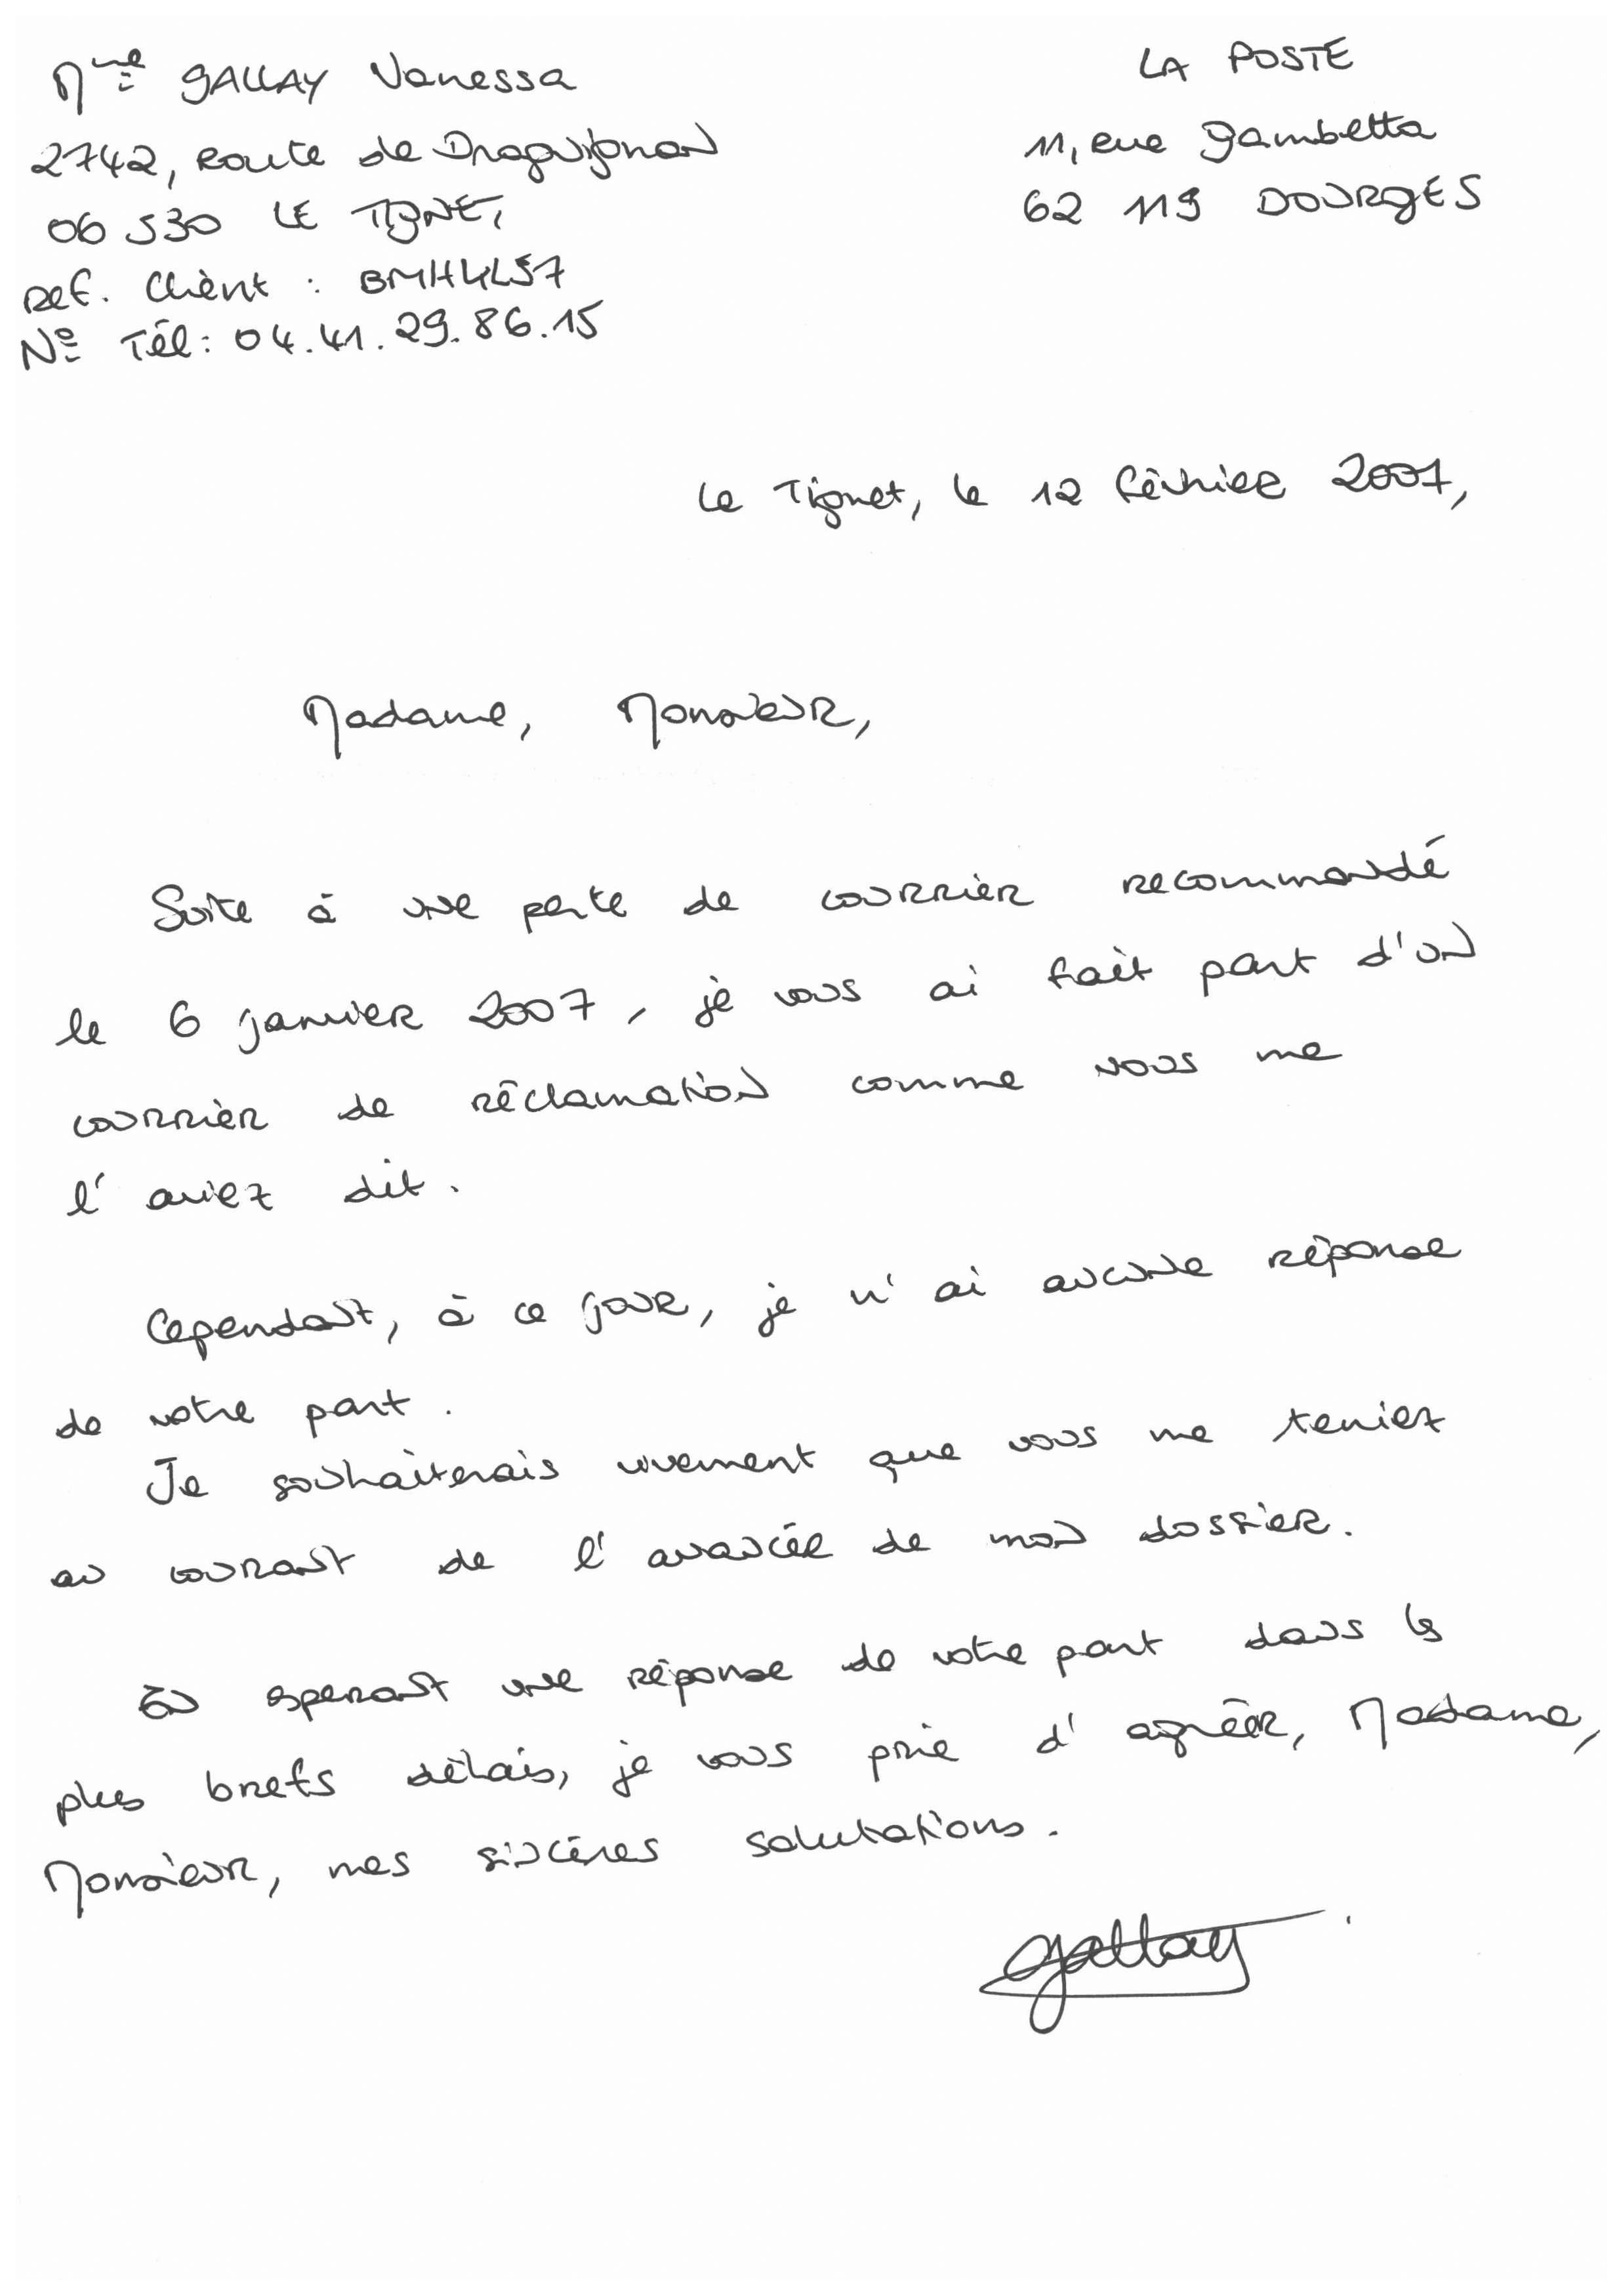 Mme GALLAY Vanessa
2742, Route de Draguignan
06 530 LE TIGNET,
Ref. Client : BMHULS7
N° Tél : 04.41.29.86.15
LA POSTE
11, Rue Gambetta
62 119 DOURGES
Le Tignet, le 12 février 2007,
Madame, Monsieur,
Suite à une perte de courrier recommandé
le 6 janvier 2007, je vous ai fait part d'un
courrier de réclamation comme vous me
l'aviez dit.
Cependant, à ce jour, je n'ai aucune réponse
de votre part.
Je souhaiterais vivement que vous me teniez
au courant de l'avancée de mon dossier.
En esperant une réponse de votre part dans les
plus brefs délais, je vous prie d'agréer, Madame,
Monsieur, mes sincères salutations.
Gallay